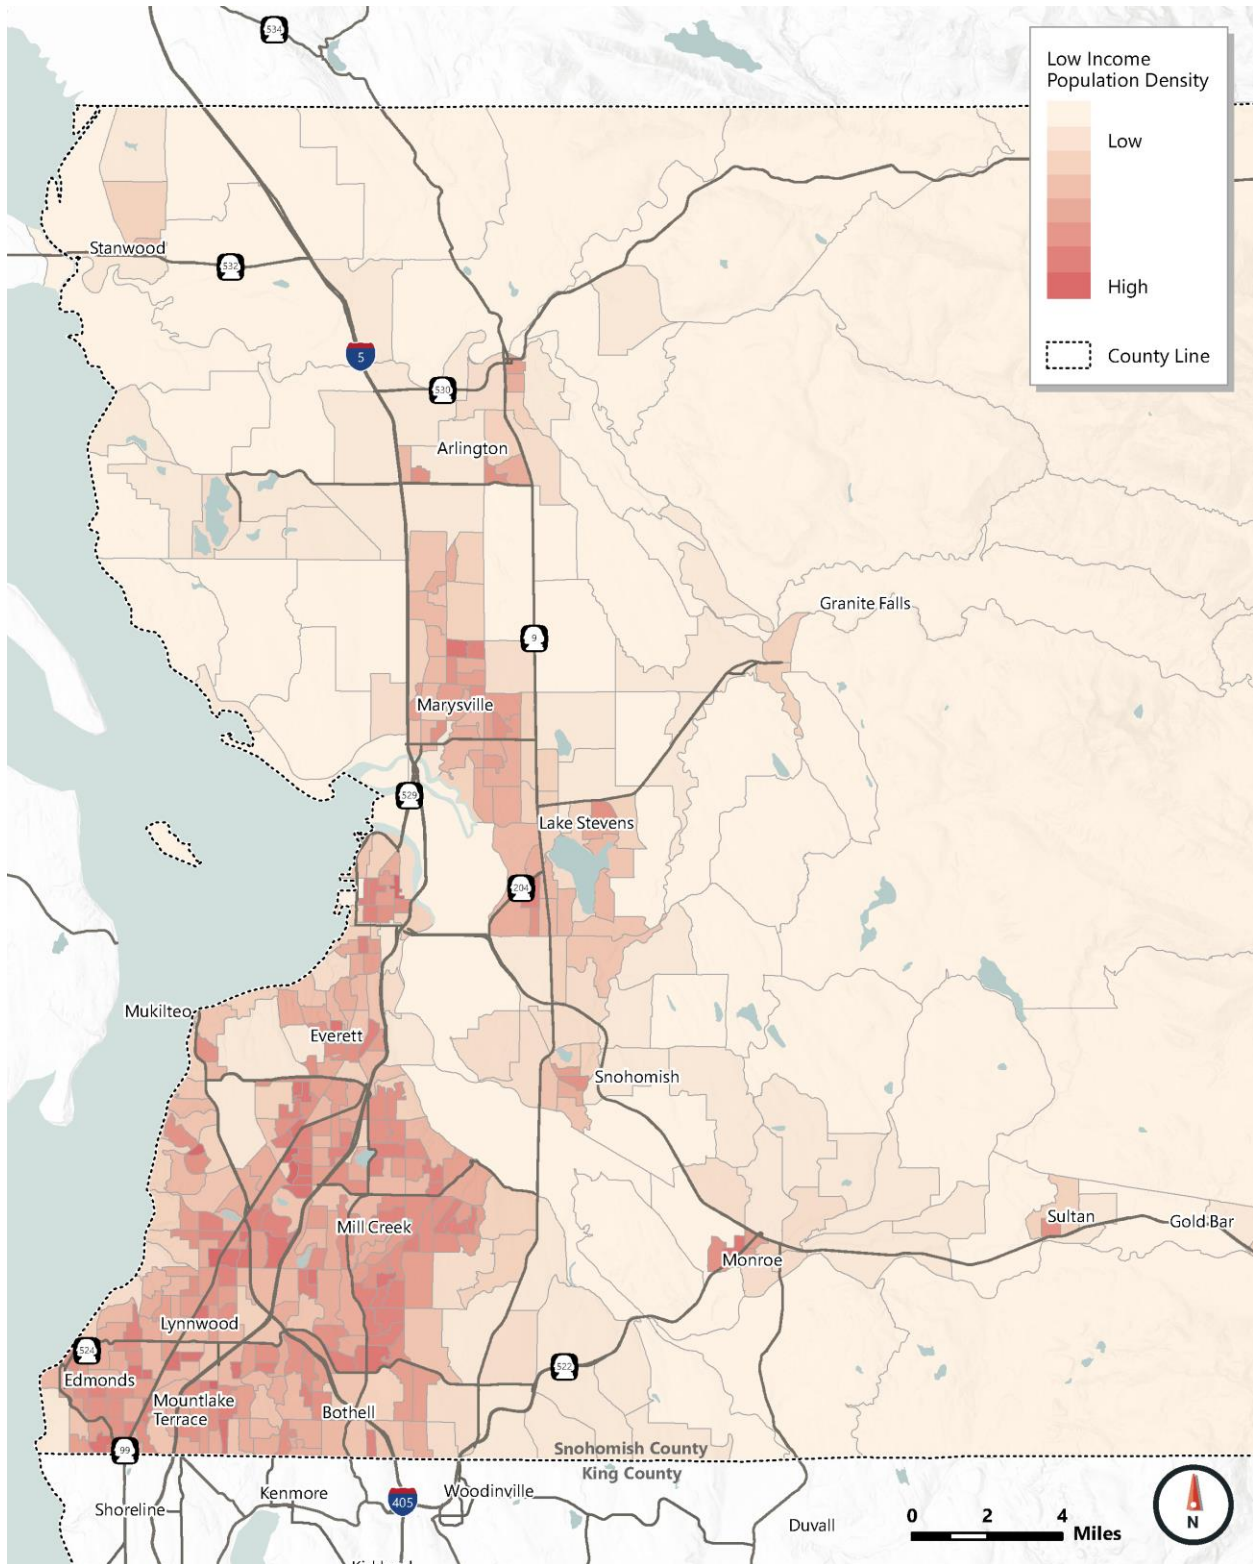 534
Low Income
Population Density
Low
High
County Line
Stanwood
532
5
530
Arlington
Granite Falls
9
Marysville
529
Lake Stevens
204
Mukilteo
Everett
Snohomish
Sultan
Gold Bar
Mill Creek
Monroe
Lynnwood
524
522
Edmonds
Mountlake
Terrace
Bothell
99
Snohomish County
King County
405
Woodinville
Kenmore
Shoreline
Duvall
0 2 4
Miles
N